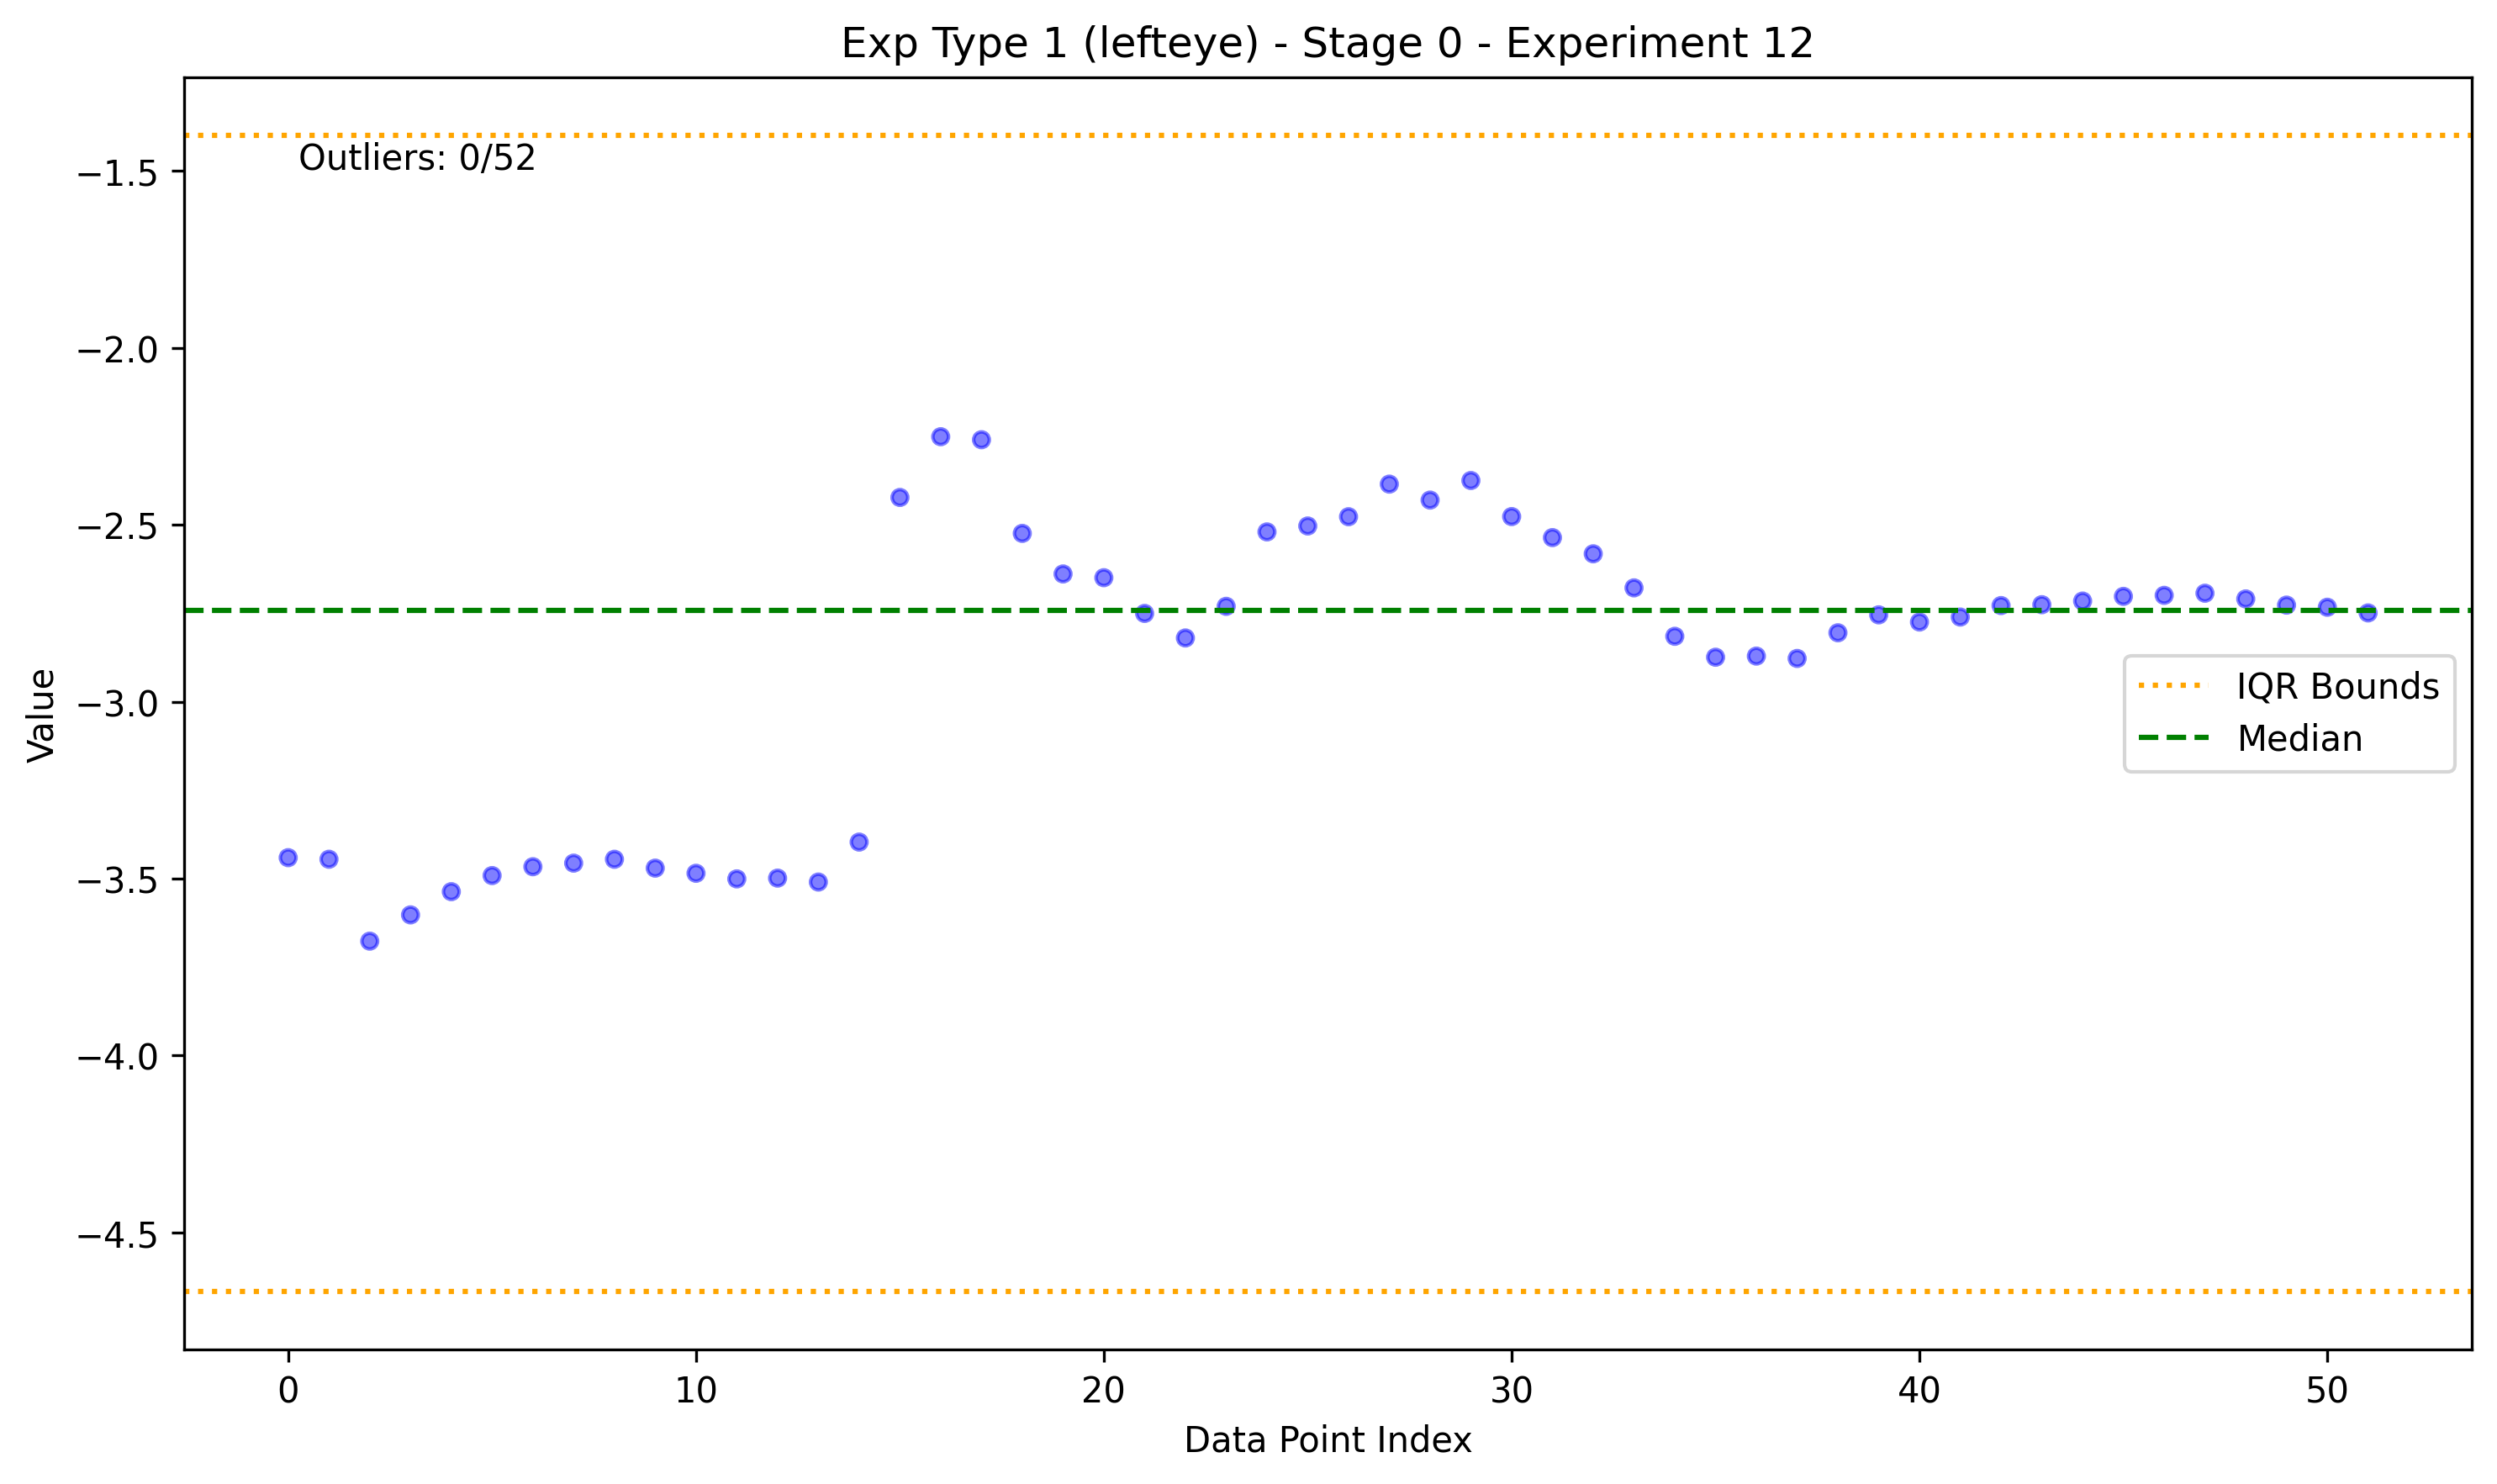 Exp Type 1 (lefteye) - Stage 0 - Experiment 12
Outliers: 0/52
−1.5
−2.0
−2.5
−3.0
−3.5
−4.0
−4.5
Value
IQR Bounds
Median
0 10 20 30 40 50
Data Point Index